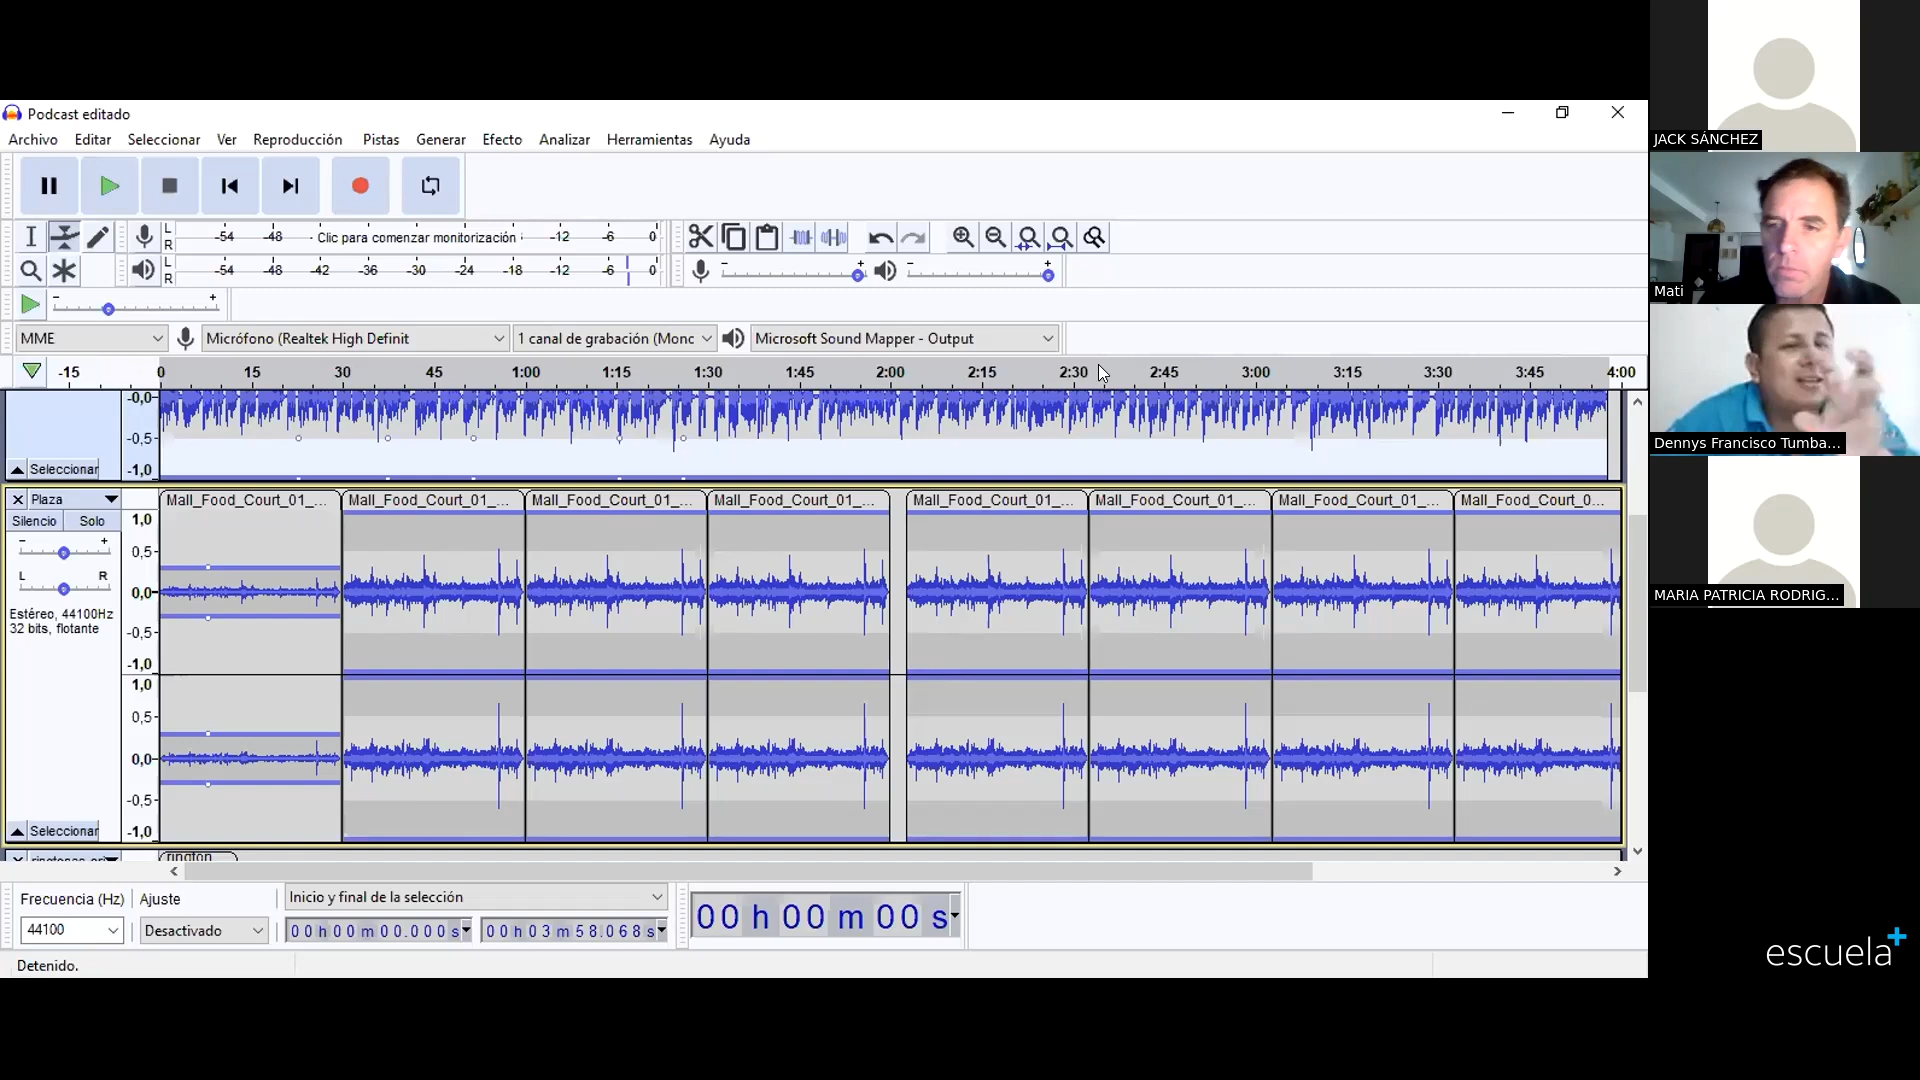 Podcast editado
Archivo Editar Seleccionar Ver Reproducción Pistas Generar Efecto Analizar Herramientas Ayuda
L
R
-54 -48 Clic para comenzar monitorización -12 -6 0
L
R
-54 -48 -42 -36 -30 -24 -18 -12 -6 0
MME
Micrófono (Realtek High Definit
1 canal de grabación (Monc
Microsoft Sound Mapper - Output
-15 0 15 30 45 1:00 1:15 1:30 1:45 2:00 2:15 2:30 2:45 3:00 3:15 3:30 3:45 4:00
-0,0
-0,5
-1,0
Seleccionar
Plaza
Mall_Food_Court_01_... Mall_Food_Court_01_... Mall_Food_Court_01_... Mall_Food_Court_01_... Mall_Food_Court_01_... Mall_Food_Court_01_... Mall_Food_Court_01_... Mall_Food_Court_0...
Silencio Solo
- +
L R
Estéreo, 44100Hz
32 bits, flotante
1,0
0,5
0,0
-0,5
-1,0
1,0
0,5
0,0
-0,5
-1,0
Seleccionar
rington
Frecuencia (Hz)
44100
Ajuste
Desactivado
Inicio y final de la selección
00 h 00 m 00.000 s
00 h 03 m 58.068 s
00 h 00 m 00 s
Detenido.
JACK SÁNCHEZ
Mati
Dennys Francisco Tumba...
MARIA PATRICIA RODRIG...
escuela+